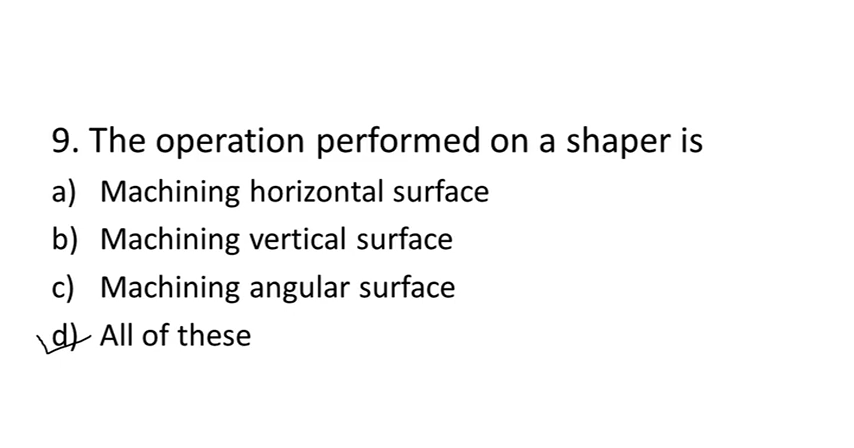 9. The operation performed on a shaper is
a) Machining horizontal surface
b) Machining vertical surface
c) Machining angular surface
d) All of these